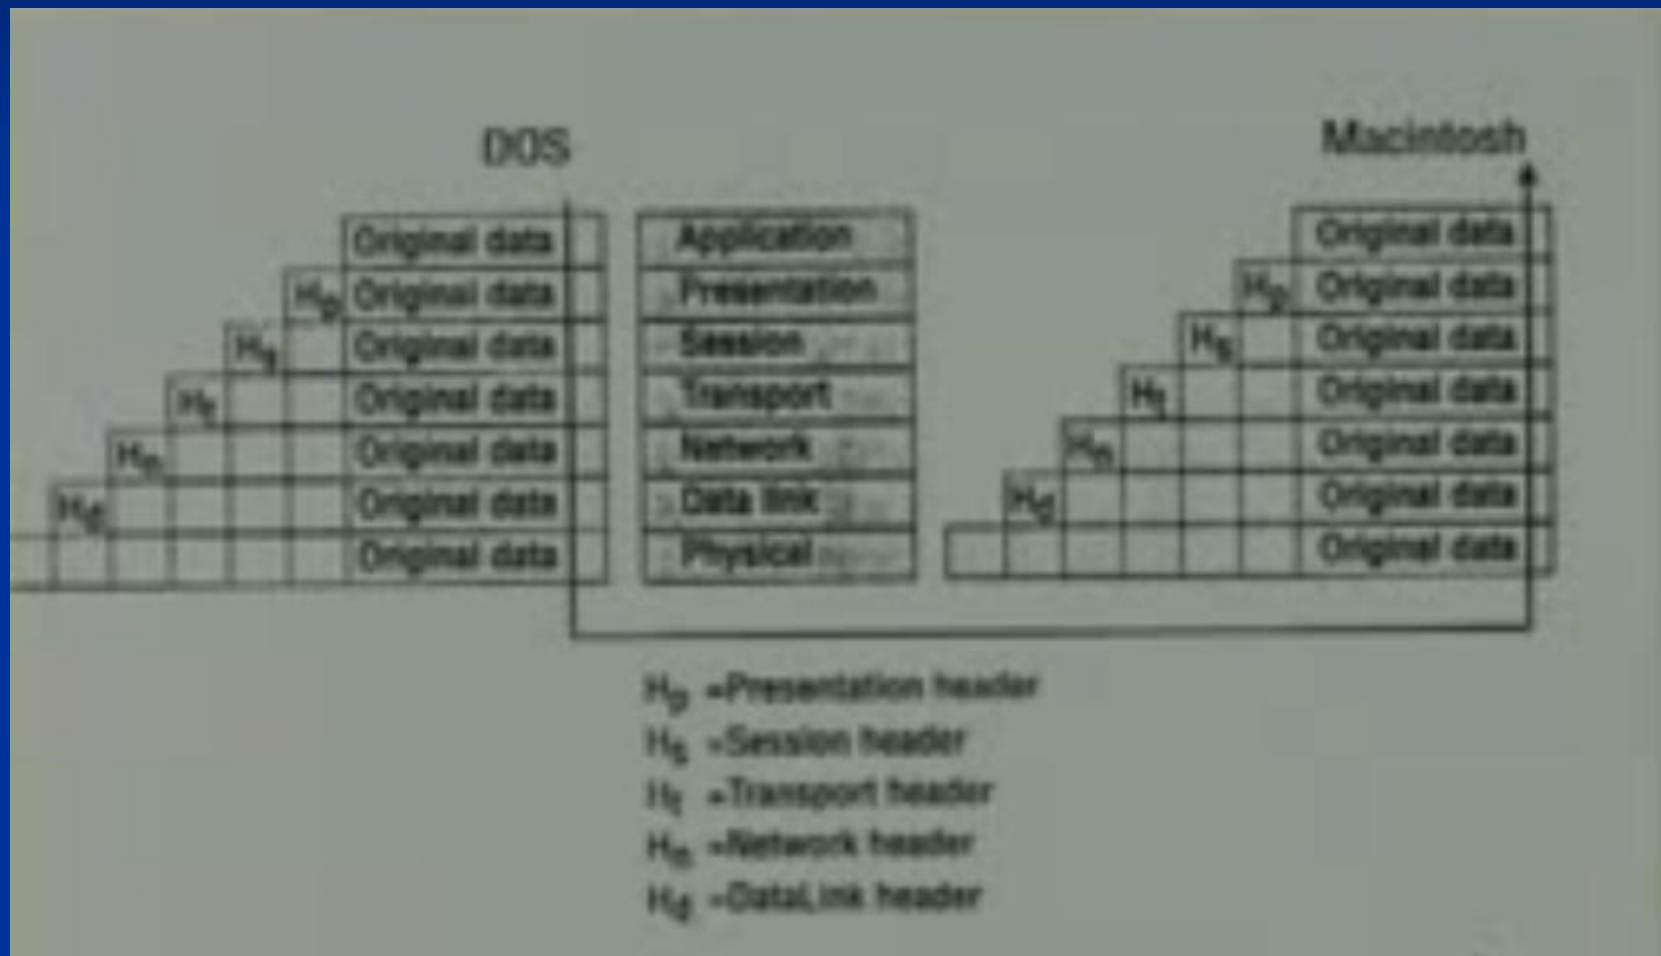 DOS
Macintosh
Original data
Application
Original data
Hp Original data
Presentation
Hp Original data
Hs Original data
Session
Hs Original data
Ht Original data
Transport
Ht Original data
Hn Original data
Network
Hn Original data
Hd Original data
Data link
Hd Original data
Original data
Physical
Original data
Hp =Presentation header
Hs =Session header
Ht =Transport header
Hn =Network header
Hd =DataLink header